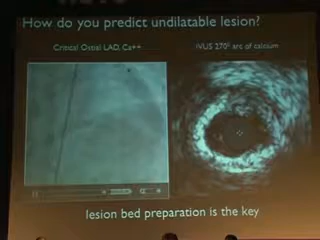 How do you predict undilatable lesion?
Critical Ostial LAD, Ca++
IVUS 270° arc of calcium
lesion bed preparation is the key